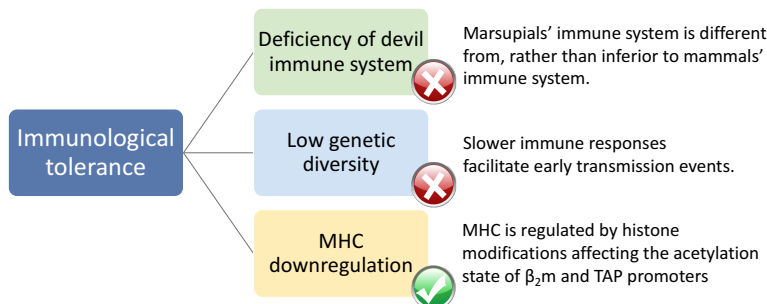 Immunological
tolerance
Deficiency of devil
immune system
Marsupials’ immune system is different
from, rather than inferior to mammals’
immune system.
Low genetic
diversity
Slower immune responses
facilitate early transmission events.
MHC
downregulation
MHC is regulated by histone
modifications affecting the acetylation
state of β₂m and TAP promoters